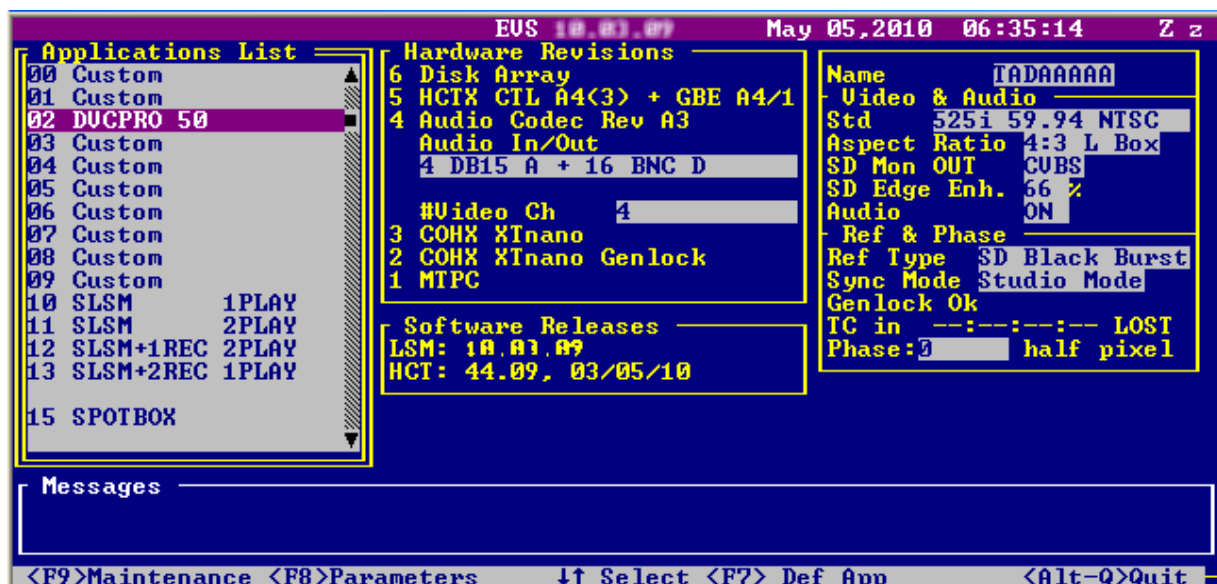 EVS 10.03.09 May 05,2010 06:35:14 Z z
Applications List
00 Custom
01 Custom
02 DVCPRO 50
03 Custom
04 Custom
05 Custom
06 Custom
07 Custom
08 Custom
09 Custom
10 SLSM 1PLAY
11 SLSM 2PLAY
12 SLSM+1REC 2PLAY
13 SLSM+2REC 1PLAY
15 SPOTBOX
Hardware Revisions
6 Disk Array
5 HCTX CTL A4(3) + GBE A4/1
4 Audio Codec Rev A3
Audio In/Out
4 DB15 A + 16 BNC D
#Video Ch 4
3 COHX XTnano
2 COHX XTnano Genlock
1 MTPC
Software Releases
LSM: 10.03.09
HCT: 44.09, 03/05/10
Name TADAAAAA
Video & Audio
Std 525i 59.94 NTSC
Aspect Ratio 4:3 L Box
SD Mon OUT CVBS
SD Edge Enh. 66 %
Audio ON
Ref & Phase
Ref Type SD Black Burst
Sync Mode Studio Mode
Genlock Ok
TC in --:--:--:-- LOST
Phase:0 half pixel
Messages
<F9>Maintenance <F8>Parameters ↓↑ Select <F7> Def App <Alt-Q>Quit